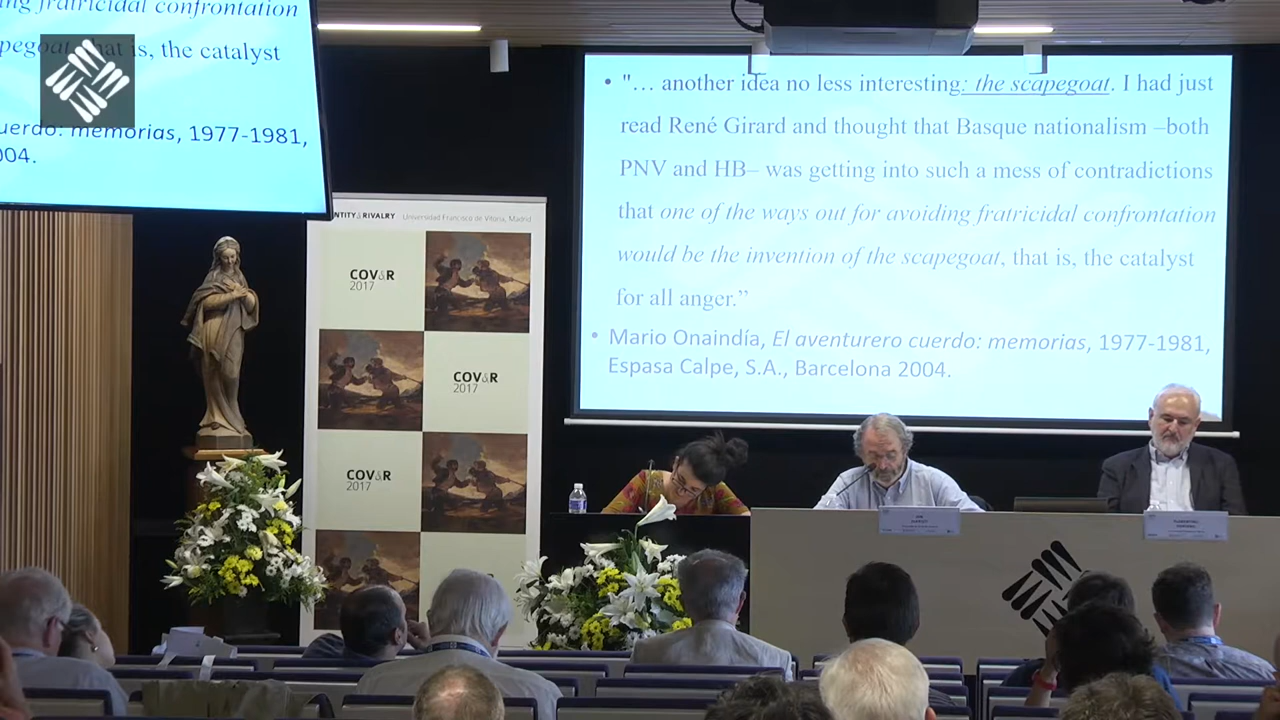 ing fratricidal confrontation
is, the catalyst
uerdo: memorias, 1977-1981,
004.
• "… another idea no less interesting: the scapegoat. I had just
read René Girard and thought that Basque nationalism –both
PNV and HB– was getting into such a mess of contradictions
that one of the ways out for avoiding fratricidal confrontation
would be the invention of the scapegoat, that is, the catalyst
for all anger.”
• Mario Onaindía, El aventurero cuerdo: memorias, 1977-1981,
Espasa Calpe, S.A., Barcelona 2004.
NTITY&RIVALRY Universidad Francisco de Vitoria, Madrid
COV&R
2017
COV&R
2017
COV&R
2017